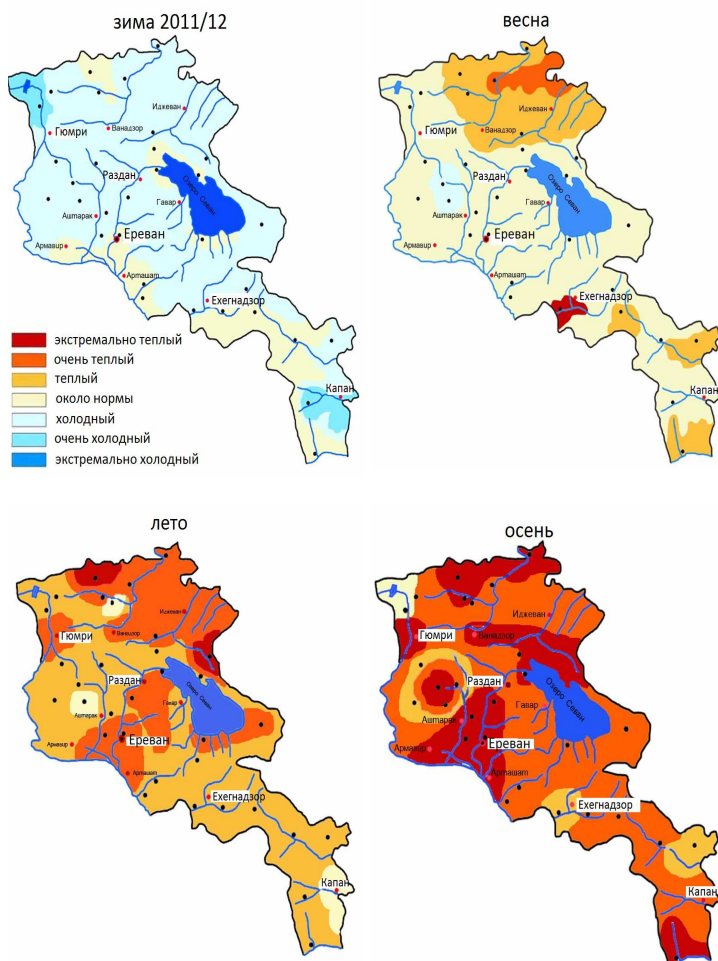 зима 2011/12
Иджеван
Гюмри
Ванадзор
Раздан
Озеро Севан
Гавар
Аштарак
Ереван
Армавир
Арташат
Ехегнадзор
Капан
экстремально теплый
очень теплый
теплый
около нормы
холодный
очень холодный
экстремально холодный
весна
Иджеван
Гюмри
Ванадзор
Раздан
Озеро Севан
Гавар
Аштарак
Ереван
Армавир
Арташат
Ехегнадзор
Капан
лето
Иджеван
Гюмри
Ванадзор
Раздан
Озеро Севан
Гавар
Аштарак
Ереван
Армавир
Арташат
Ехегнадзор
Капан
осень
Иджеван
Гюмри
Ванадзор
Раздан
Озеро Севан
Гавар
Аштарак
Ереван
Армавир
Арташат
Ехегнадзор
Капан